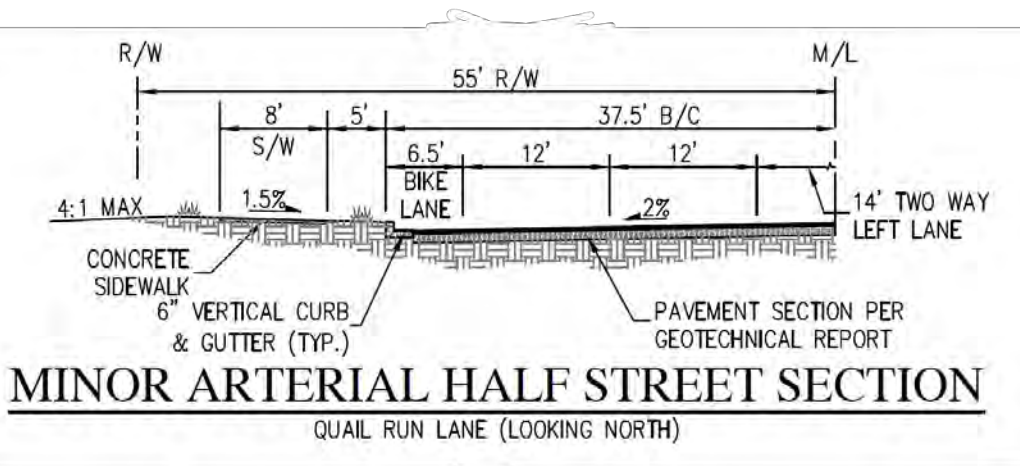 R/W
M/L
55' R/W
8'
5'
37.5' B/C
S/W
6.5'
12'
12'
BIKE
LANE
4:1 MAX
1.5%
2%
14' TWO WAY
LEFT LANE
CONCRETE
SIDEWALK
6" VERTICAL CURB
& GUTTER (TYP.)
PAVEMENT SECTION PER
GEOTECHNICAL REPORT
MINOR ARTERIAL HALF STREET SECTION
QUAIL RUN LANE (LOOKING NORTH)